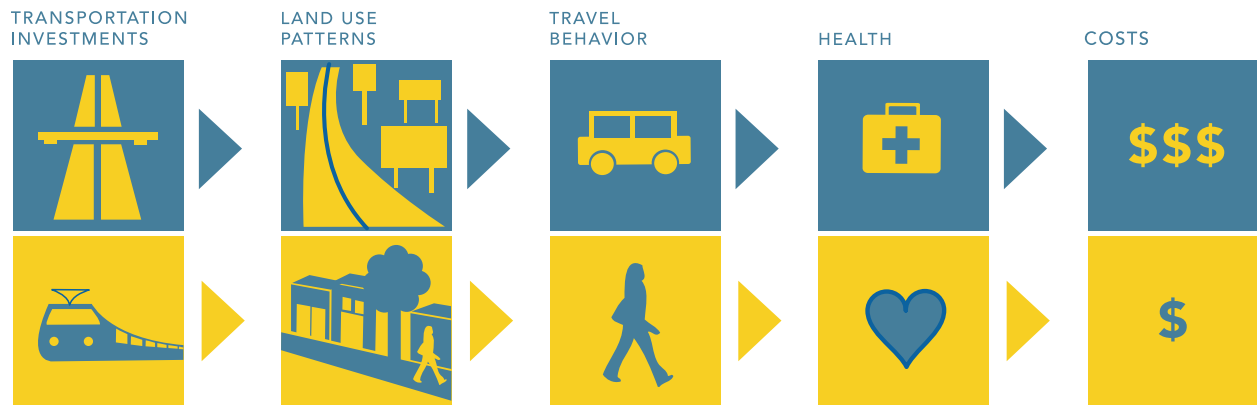 TRANSPORTATION
INVESTMENTS
LAND USE
PATTERNS
TRAVEL
BEHAVIOR
HEALTH
COSTS
$$$
$